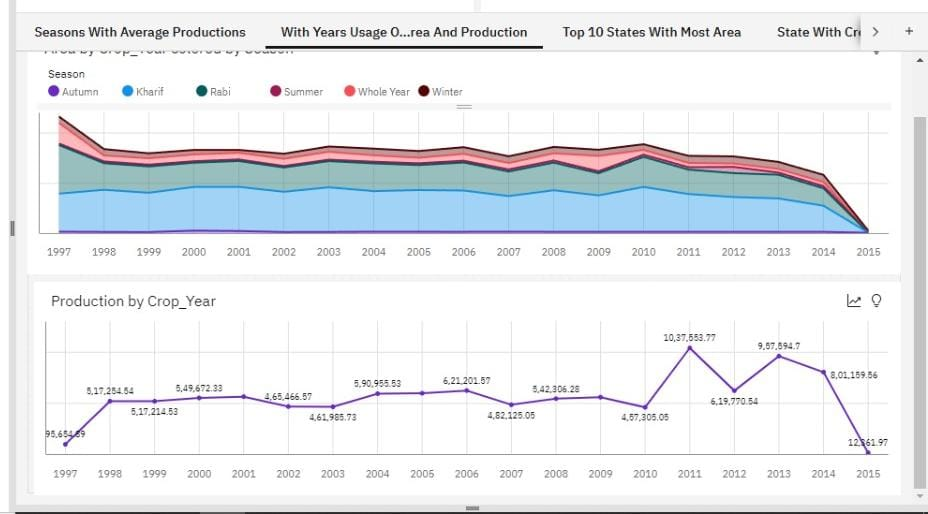 Seasons With Average Productions
With Years Usage O...rea And Production
Top 10 States With Most Area
State With Cr
Season
Autumn Kharif Rabi Summer Whole Year Winter
1997 1998 1999 2000 2001 2002 2003 2004 2005 2006 2007 2008 2009 2010 2011 2012 2013 2014 2015
Production by Crop_Year
10,37,553.77
9,57,594.7
8,01,159.56
6,21,201.57
5,90,955.53
5,17,254.54
5,49,672.33
4,65,466.57
5,42,306.28
5,17,214.53
4,61,985.73
4,82,125.05
4,57,305.05
6,19,770.54
1997 1998 1999 2000 2001 2002 2003 2004 2005 2006 2007 2008 2009 2010 2011 2012 2013 2014 2015